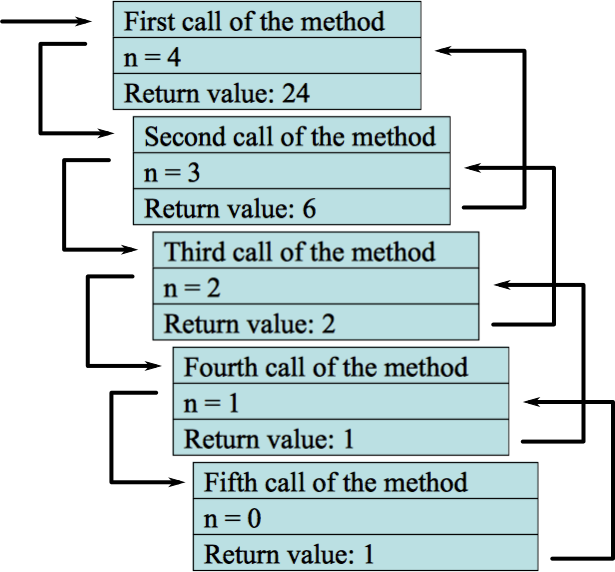 First call of the method
n = 4
Return value: 24
Second call of the method
n = 3
Return value: 6
Third call of the method
n = 2
Return value: 2
Fourth call of the method
n = 1
Return value: 1
Fifth call of the method
n = 0
Return value: 1